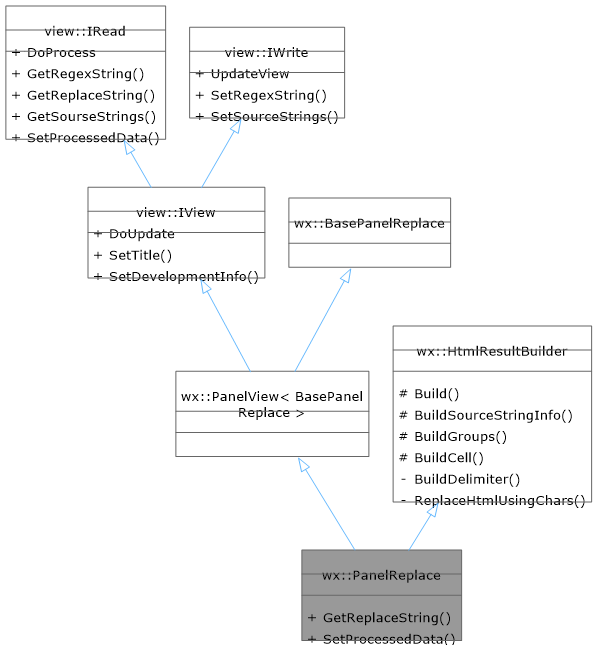 view::IRead
+ DoProcess
+ GetRegexString()
+ GetReplaceString()
+ GetSourseStrings()
+ SetProcessedData()
view::IWrite
+ UpdateView
+ SetRegexString()
+ SetSourceStrings()
view::IView
+ DoUpdate
+ SetTitle()
+ SetDevelopmentInfo()
wx::BasePanelReplace
wx::HtmlResultBuilder
# Build()
# BuildSourceStringInfo()
# BuildGroups()
# BuildCell()
- BuildDelimiter()
- ReplaceHtmlUsingChars()
wx::PanelView< BasePanel
Replace >
wx::PanelReplace
+ GetReplaceString()
+ SetProcessedData()